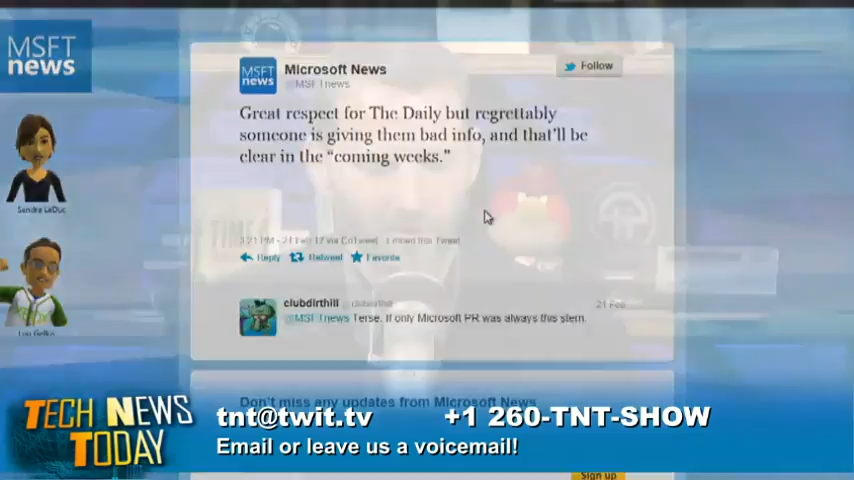 MSFT
news
MSFT
news
Microsoft News
@MSFTnews
Follow
Great respect for The Daily but regrettably
someone is giving them bad info, and that'll be
clear in the “coming weeks.”
Sandra LeDuc
Reply Retweet Favorite
clubdirthill
21 Feb
@MSFTnews Terse. If only Microsoft PR was always this stern.
Don't miss any updates from Microsoft News
TECH NEWS
TODAY
tnt@twit.tv +1 260-TNT-SHOW
Email or leave us a voicemail!
Sign up